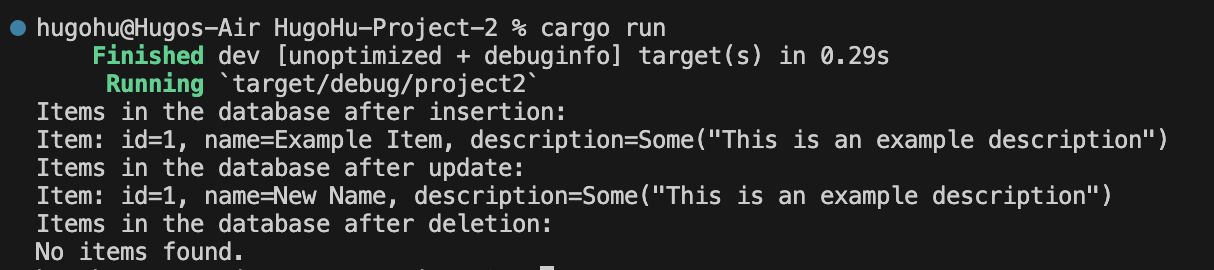 hugohu@Hugos-Air HugoHu-Project-2 % cargo run
Finished dev [unoptimized + debuginfo] target(s) in 0.29s
Running `target/debug/project2`
Items in the database after insertion:
Item: id=1, name=Example Item, description=Some("This is an example description")
Items in the database after update:
Item: id=1, name=New Name, description=Some("This is an example description")
Items in the database after deletion:
No items found.